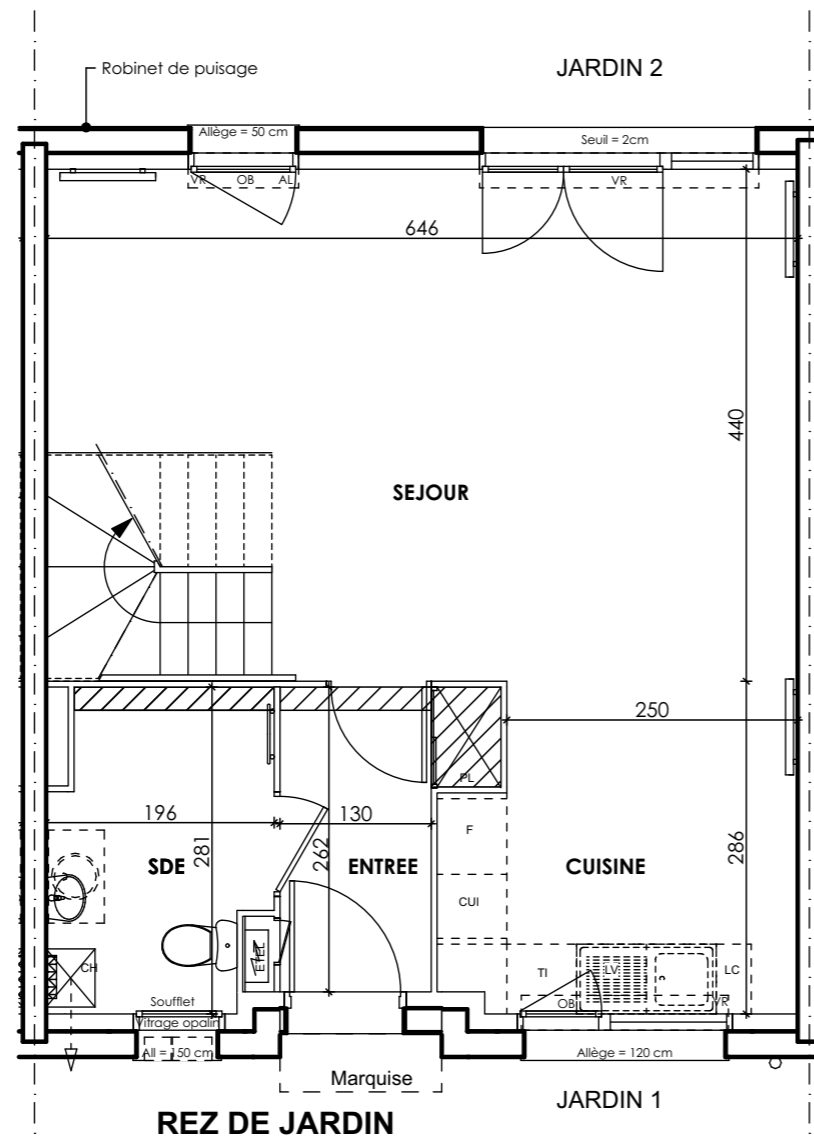 Robinet de puisage
JARDIN 2
Allège = 50 cm
Seuil = 2cm
VR OB AL
VR
646
440
SEJOUR
250
PL
196
130
281
262
286
F
SDE
ENTREE
CUISINE
CUI
ETEL
CH
TI
LV
LC
Soufflet
OB
VR
Vitrage opalin
All = 150 cm
Allège = 120 cm
Marquise
JARDIN 1
REZ DE JARDIN